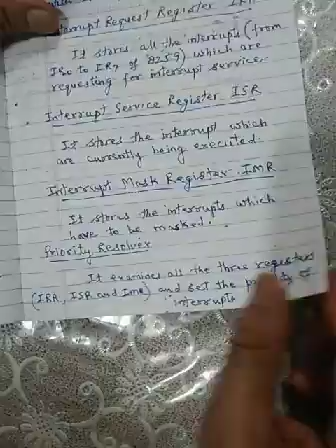 Interrupt Request Register IRR
It stores all the interrupts (from
IR0 to IR7 of 8259) which are
requesting for interrupt service.
Interrupt Service Register ISR
It stores the interrupt which
are currently being executed.
Interrupt Mask Register. IMR
It stores the interrupts which
have to be masked.
Priority Resolver
It examines all the three registers
(IRR, ISR and IMR) and set the of
interrupts